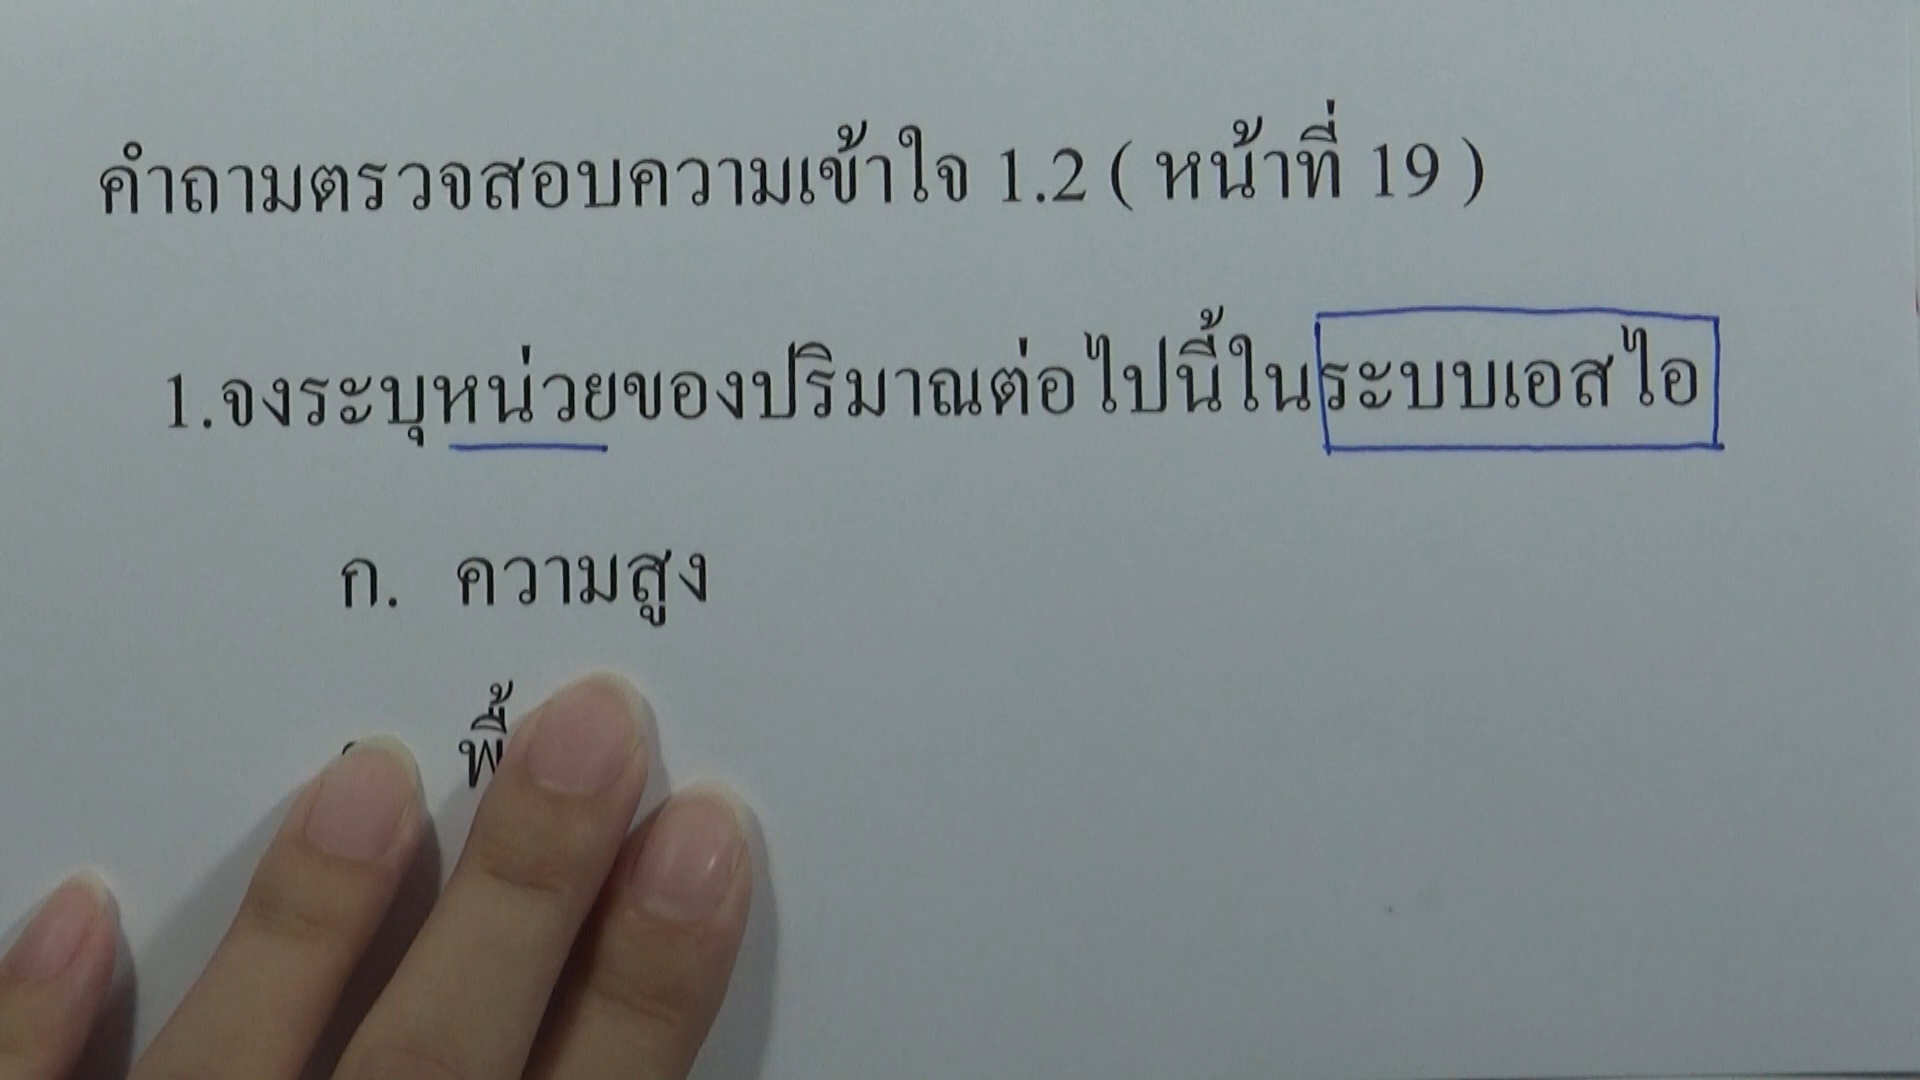 คำถามตรวจสอบความเข้าใจ 1.2 ( หน้าที่ 19 )
1.จงระบุหน่วยของปริมาณต่อไปนี้ในระบบเอสไอ
ก. ความสูง
พื้